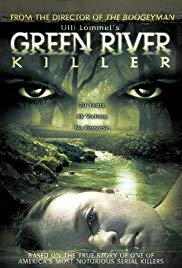 FROM THE DIRECTOR OF THE BOOGEYMAN
Ulli Lommel's
GREEN RIVER
KILLER
20 Years.
48 Victims.
No Remorse.
BASED ON THE TRUE STORY OF ONE OF
AMERICA'S MOST NOTORIOUS SERIAL KILLERS